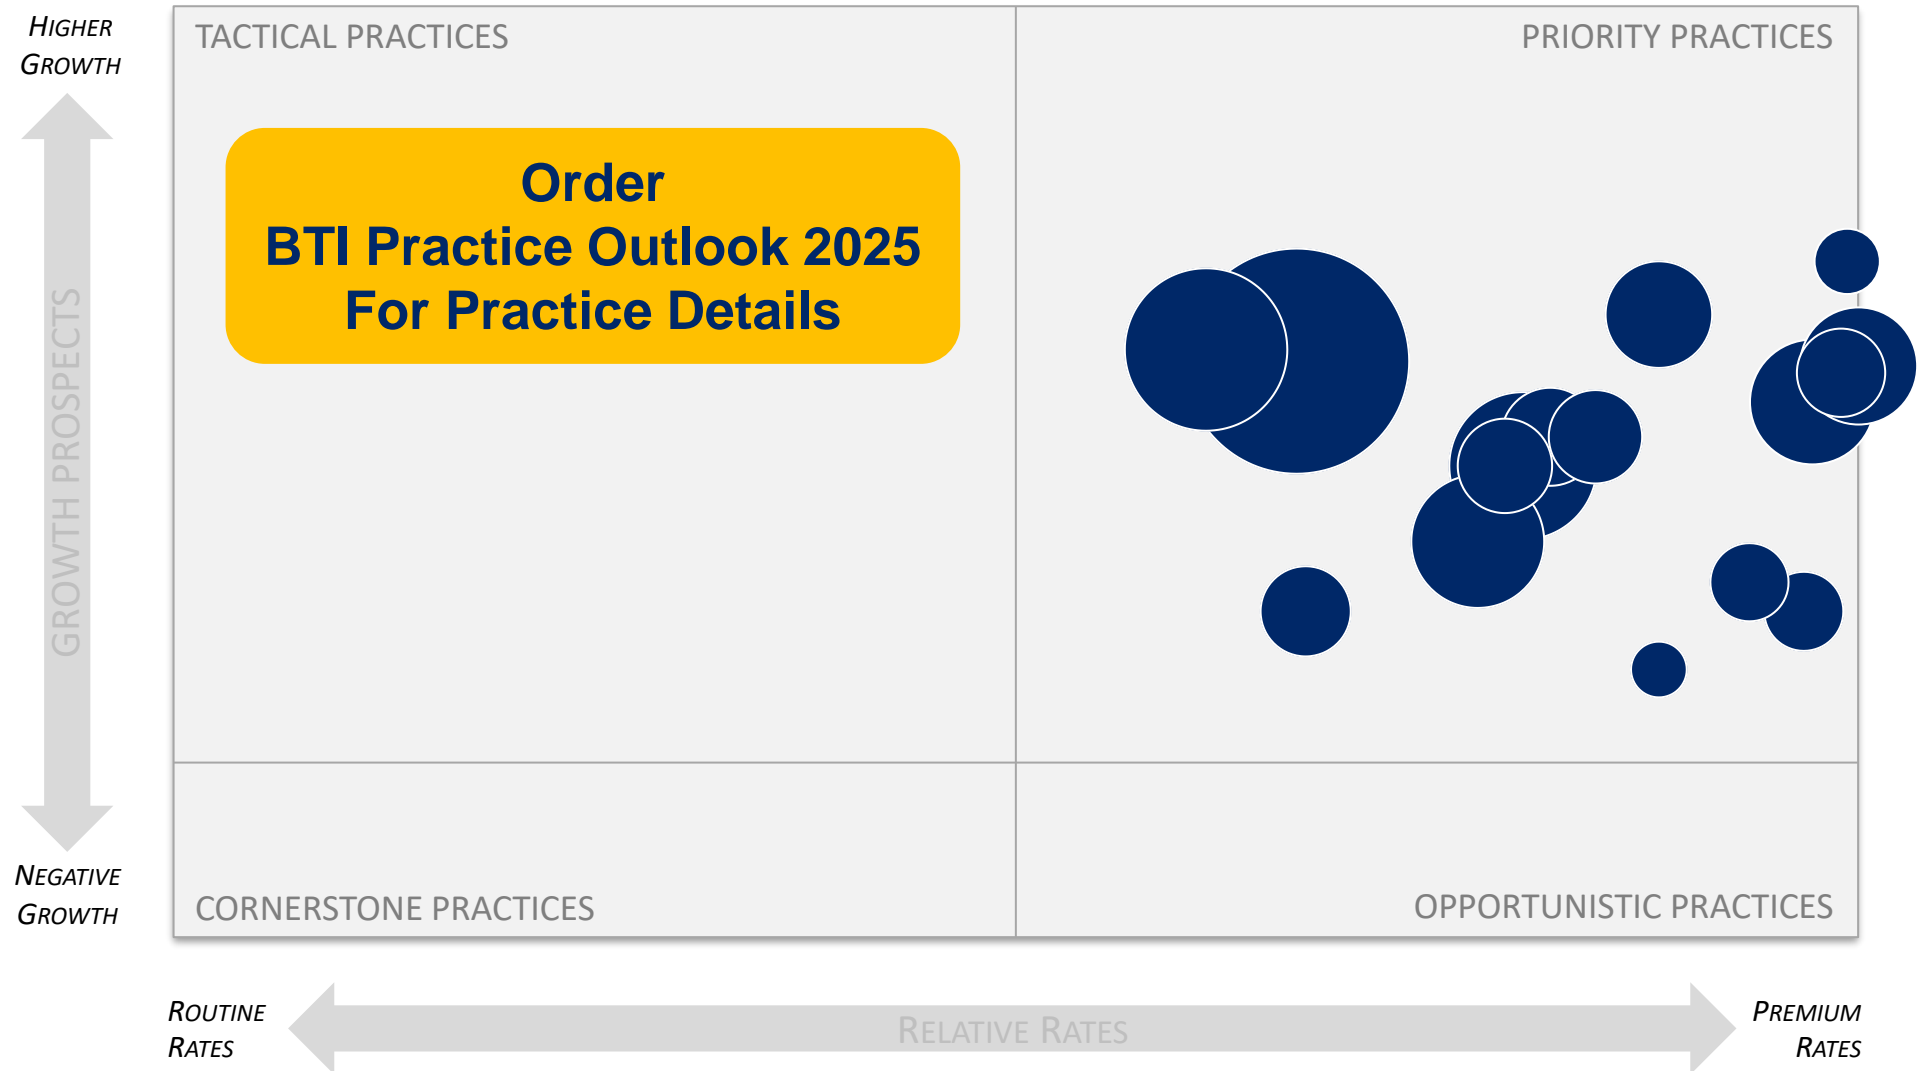 HIGHER
GROWTH
TACTICAL PRACTICES
PRIORITY PRACTICES
Order
BTI Practice Outlook 2025
For Practice Details
GROWTH PROSPECTS
NEGATIVE
GROWTH
CORNERSTONE PRACTICES
OPPORTUNISTIC PRACTICES
ROUTINE
RATES
RELATIVE RATES
PREMIUM
RATES